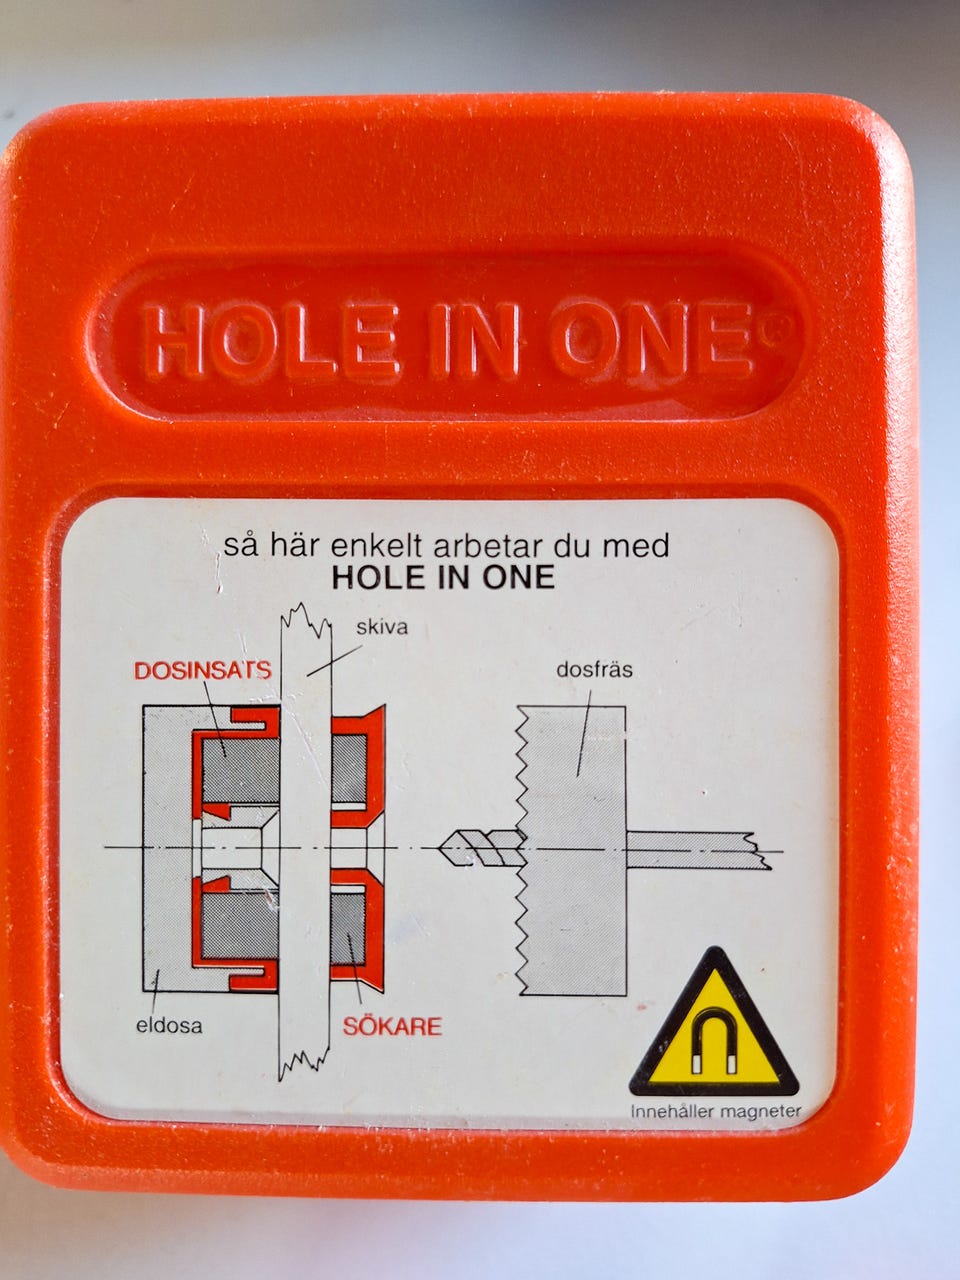 HOLE IN ONE®
så här enkelt arbetar du med
HOLE IN ONE
skiva
DOSINSATS
dosfräs
eldosa
SÖKARE
Innehåller magneter